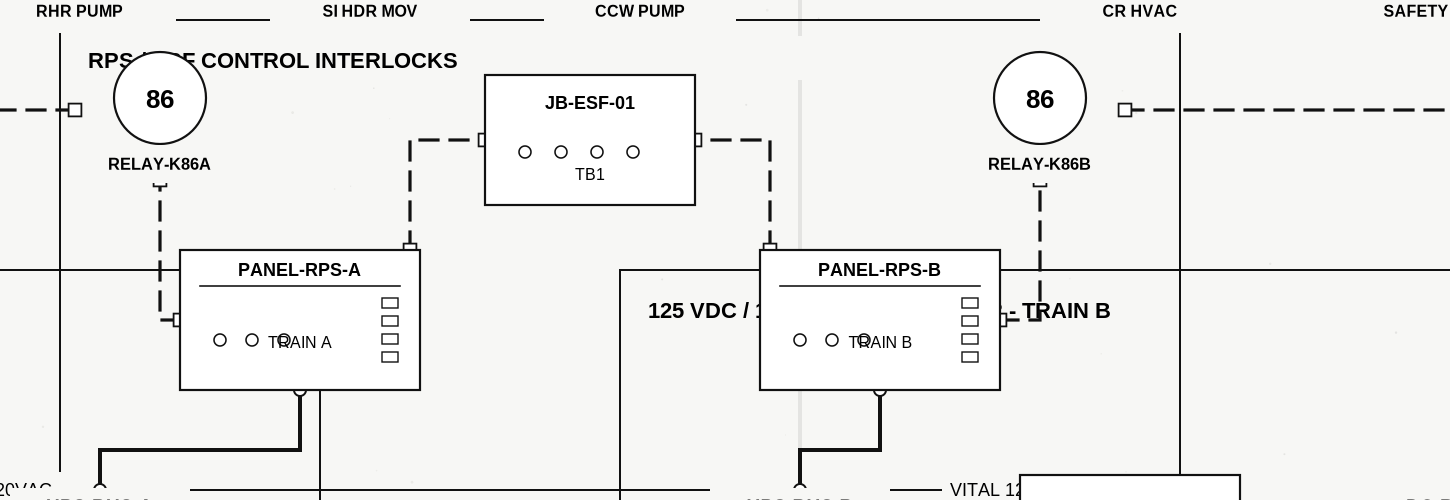 RHR PUMP
SI HDR MOV
CCW PUMP
CR HVAC
SAFETY
CONTROL INTERLOCKS
86
RELAY-K86A
JB-ESF-01
TB1
86
RELAY-K86B
PANEL-RPS-A
TRAIN A
PANEL-RPS-B
TRAIN B
125 VDC /
- TRAIN B
VITAL